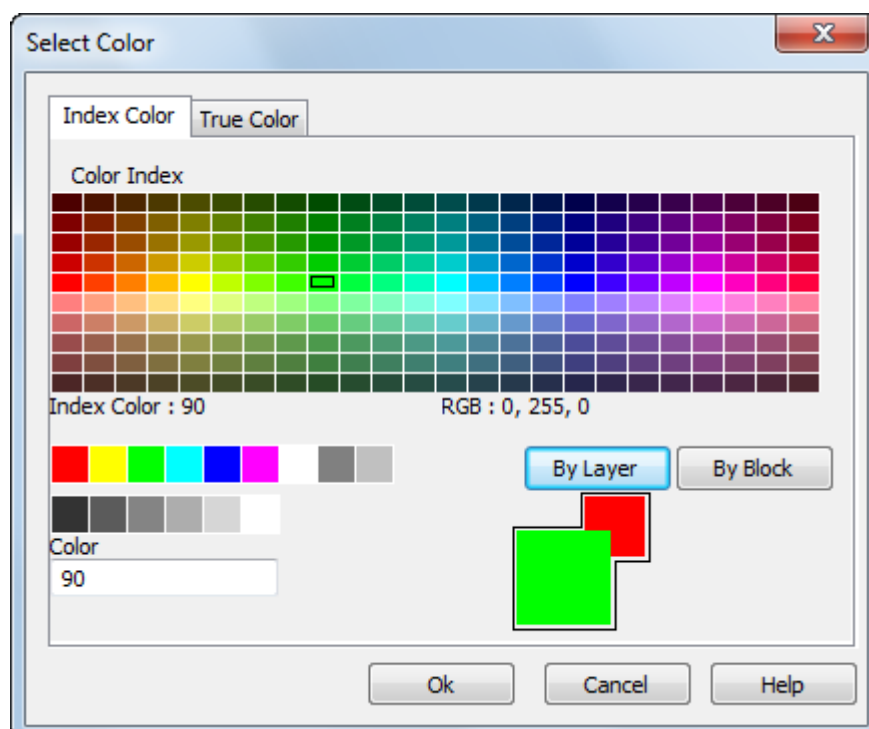 Select Color
Index Color True Color
Color Index
Index Color : 90 RGB : 0, 255, 0
By Layer By Block
Color
90
Ok Cancel Help